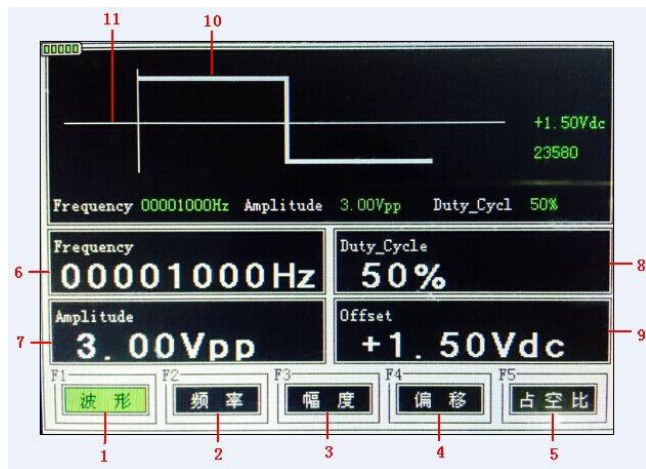 11
10
+1.50Vdc
23580
Frequency 00001000Hz Amplitude 3.00Vpp Duty_Cycl 50%
Frequency
00001000Hz
Duty_Cycle
50%
6
8
Amplitude
3.00Vpp
Offset
+1.50Vdc
7
9
F1
F2
F3
F4
F5
波形
频率
幅度
偏移
占空比
1
2
3
4
5